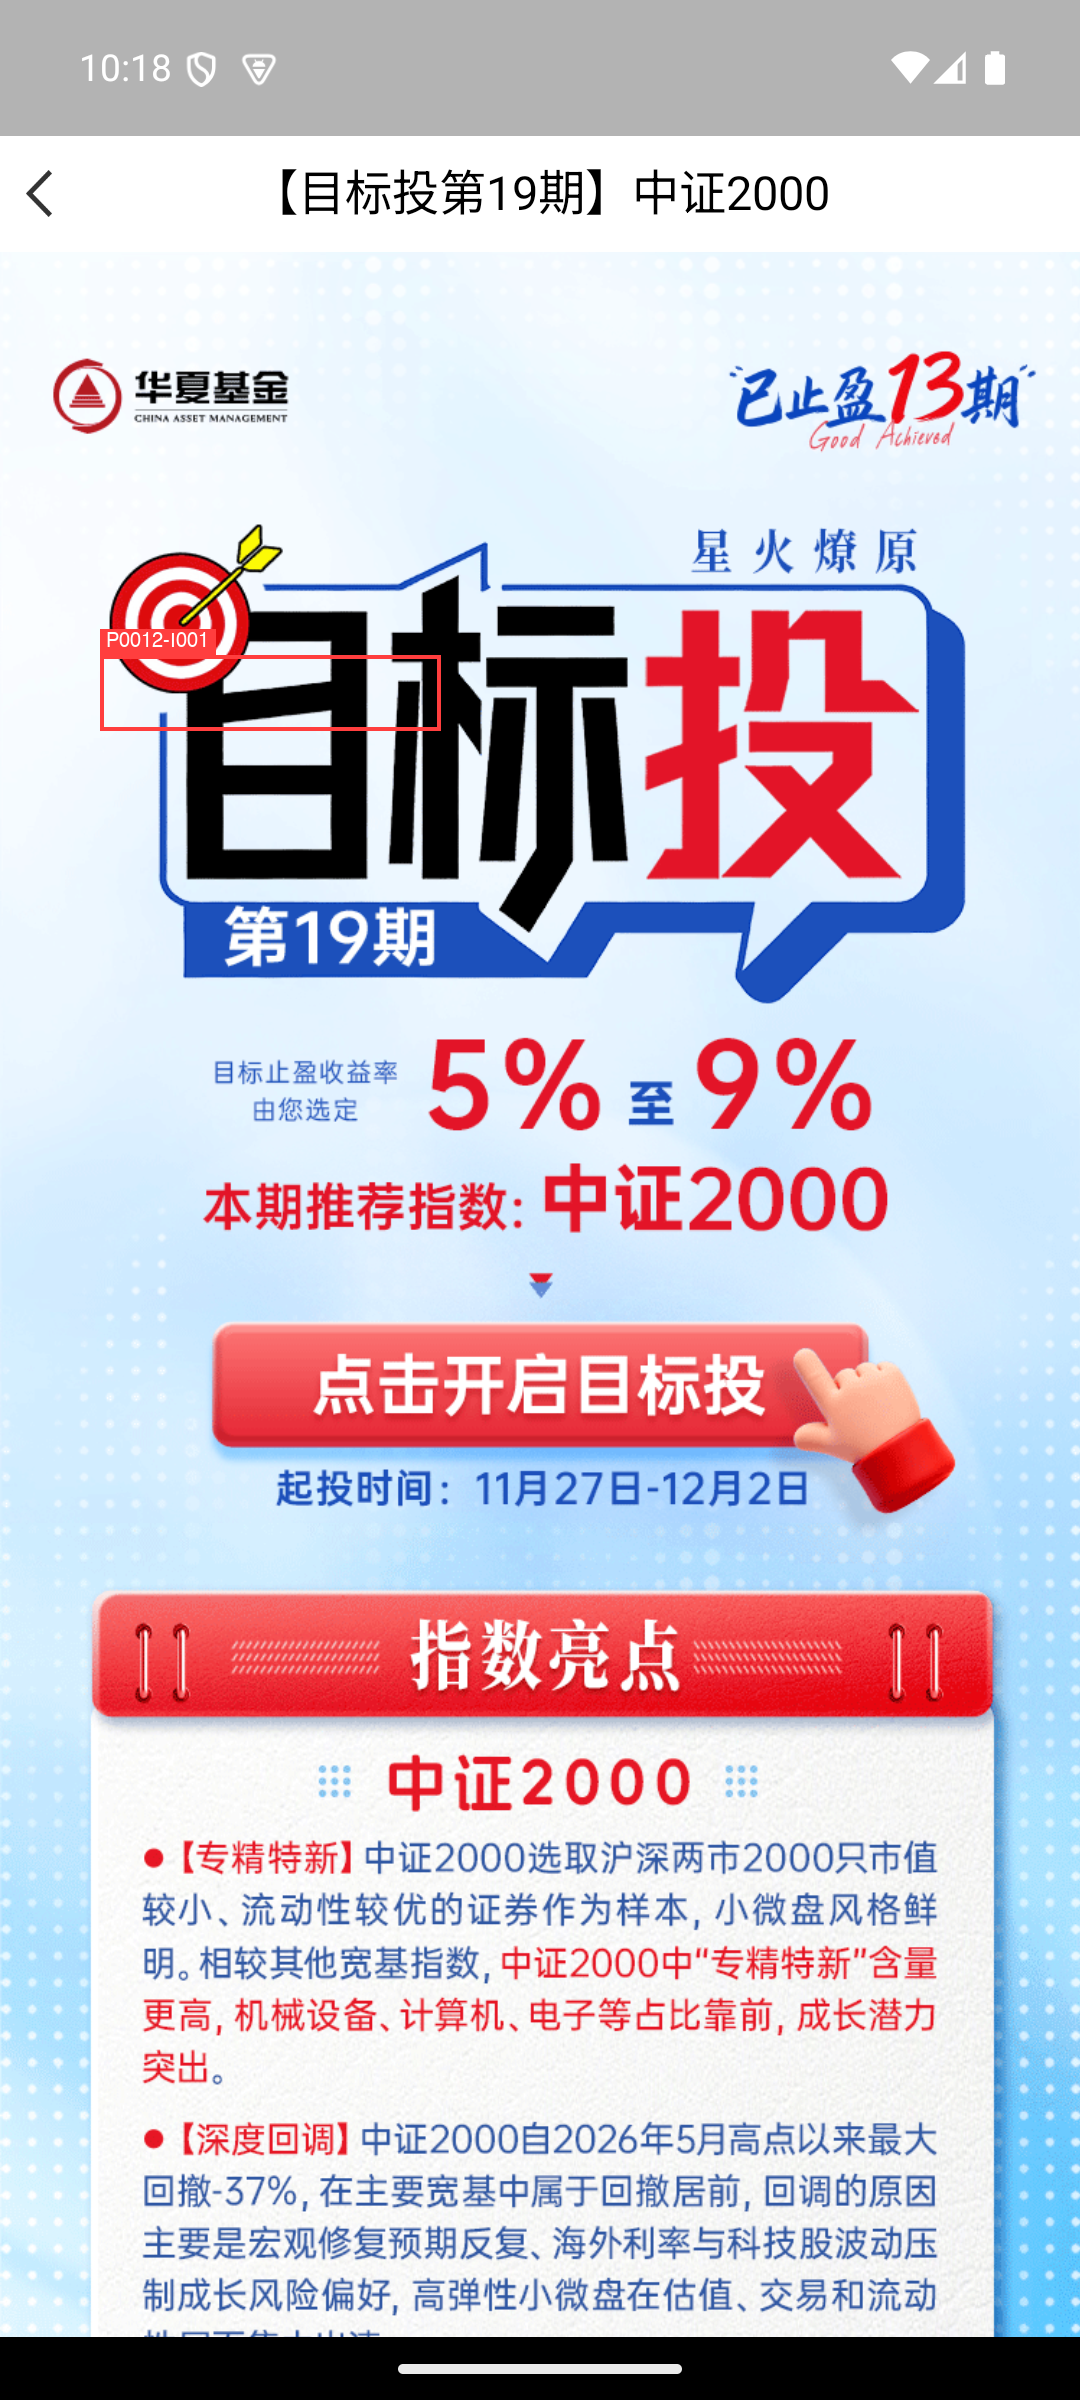 10:18
【目标投第19期】中证2000
华夏基金
CHINA ASSET MANAGEMENT
已止盈13期
Good Achieved
星火燎原
P0012-I001
目标投
第19期
目标止盈收益率
由您选定
5%至9%
本期推荐指数:中证2000
点击开启目标投
起投时间：11月27日-12月2日
指数亮点
中证2000
●【专精特新】中证2000选取沪深两市2000只市值
较小、流动性较优的证券作为样本,小微盘风格鲜
明。相较其他宽基指数,中证2000中“专精特新”含量
更高,机械设备、计算机、电子等占比靠前,成长潜力
突出。
●【深度回调】中证2000自2026年5月高点以来最大
回撤-37%,在主要宽基中属于回撤居前,回调的原因
主要是宏观修复预期反复、海外利率与科技股波动压
制成长风险偏好,高弹性小微盘在估值、交易和流动